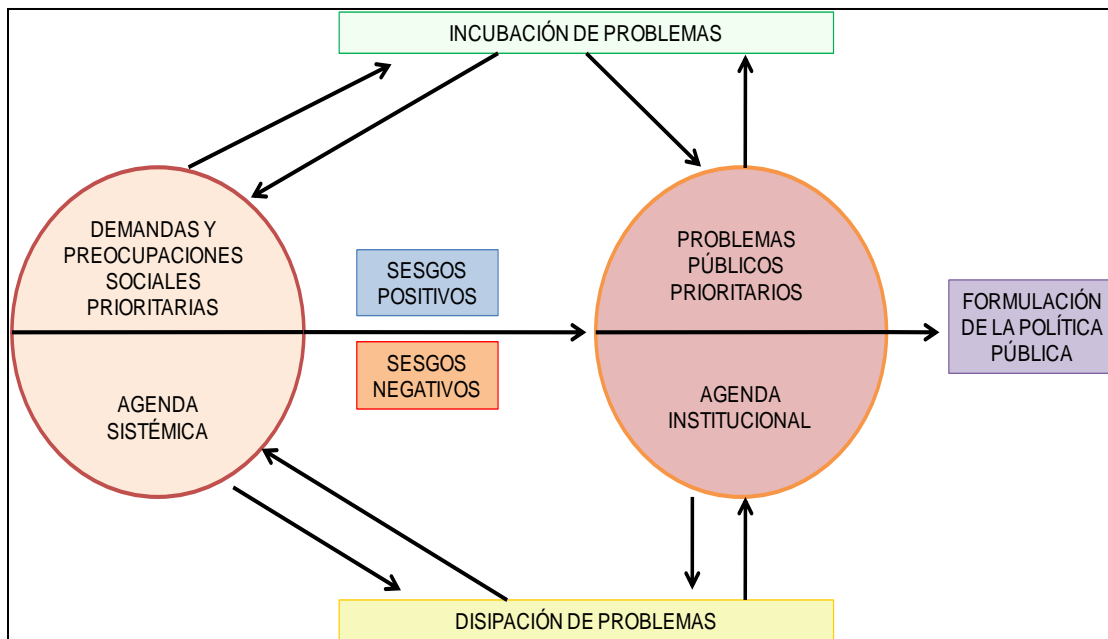 INCUBACIÓN DE PROBLEMAS
DEMANDAS Y
PREOCUPACIONES
SOCIALES
PRIORITARIAS
AGENDA
SISTÉMICA
SESGOS
POSITIVOS
SESGOS
NEGATIVOS
PROBLEMAS
PÚBLICOS
PRIORITARIOS
AGENDA
INSTITUCIONAL
FORMULACIÓN
DE LA POLÍTICA
PÚBLICA
DISIPACIÓN DE PROBLEMAS